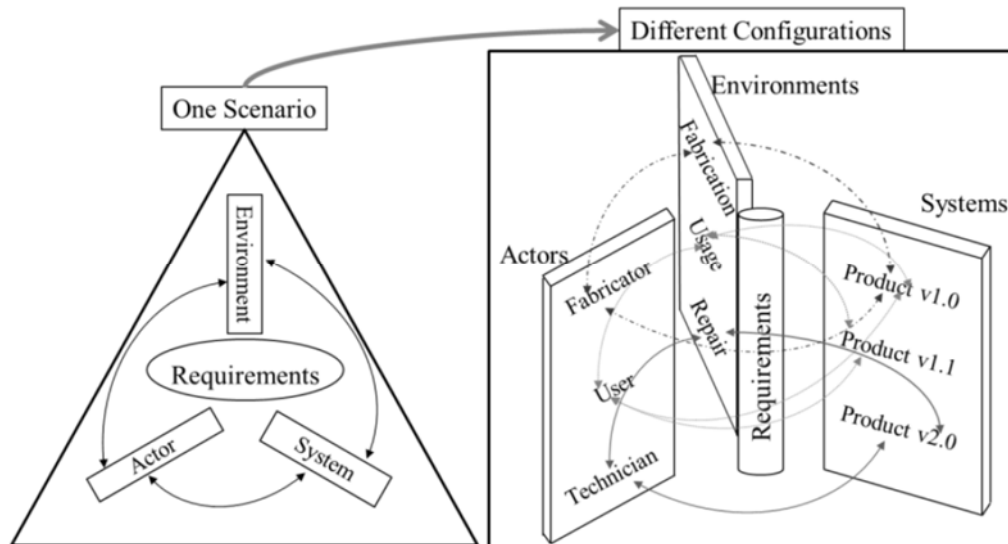 One Scenario
Environment
Requirements
Actor
System
Different Configurations
Environments
Fabrication
Usage
Repair
Actors
Fabricator
User
Technician
Requirements
Systems
Product v1.0
Product v1.1
Product v2.0